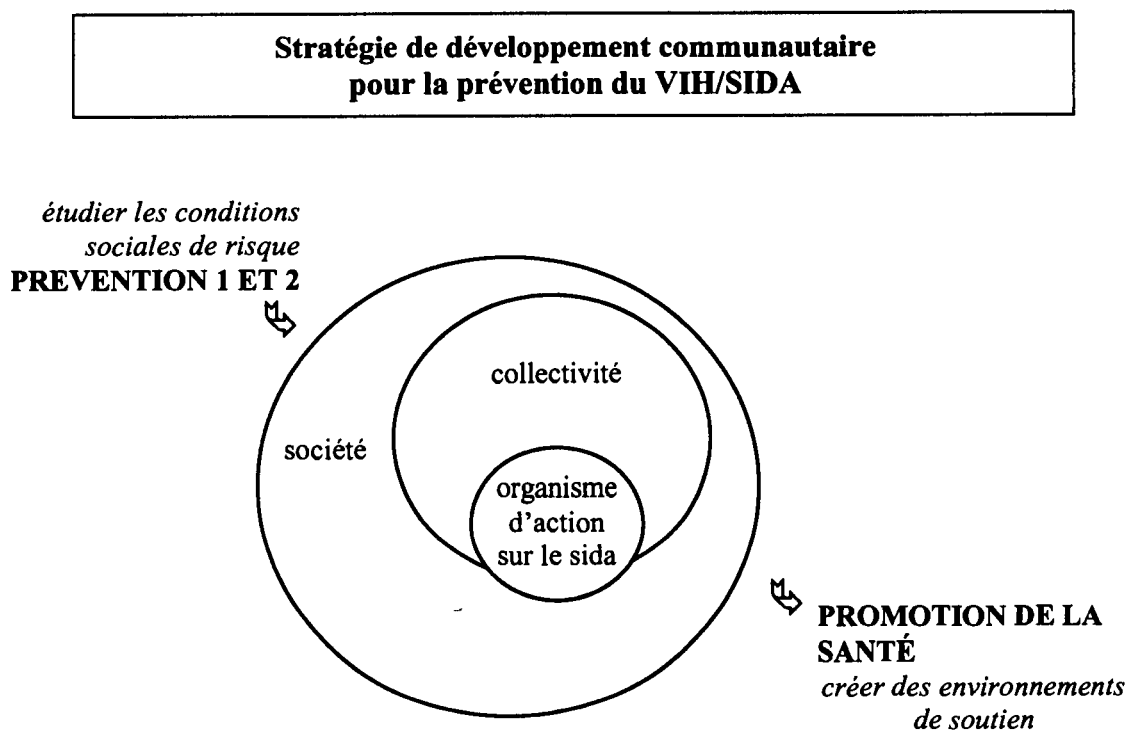 Stratégie de développement communautaire
pour la prévention du VIH/SIDA
étudier les conditions
sociales de risque
PREVENTION 1 ET 2
collectivité
société
organisme
d'action
sur le sida
PROMOTION DE LA
SANTÉ
créer des environnements
de soutien